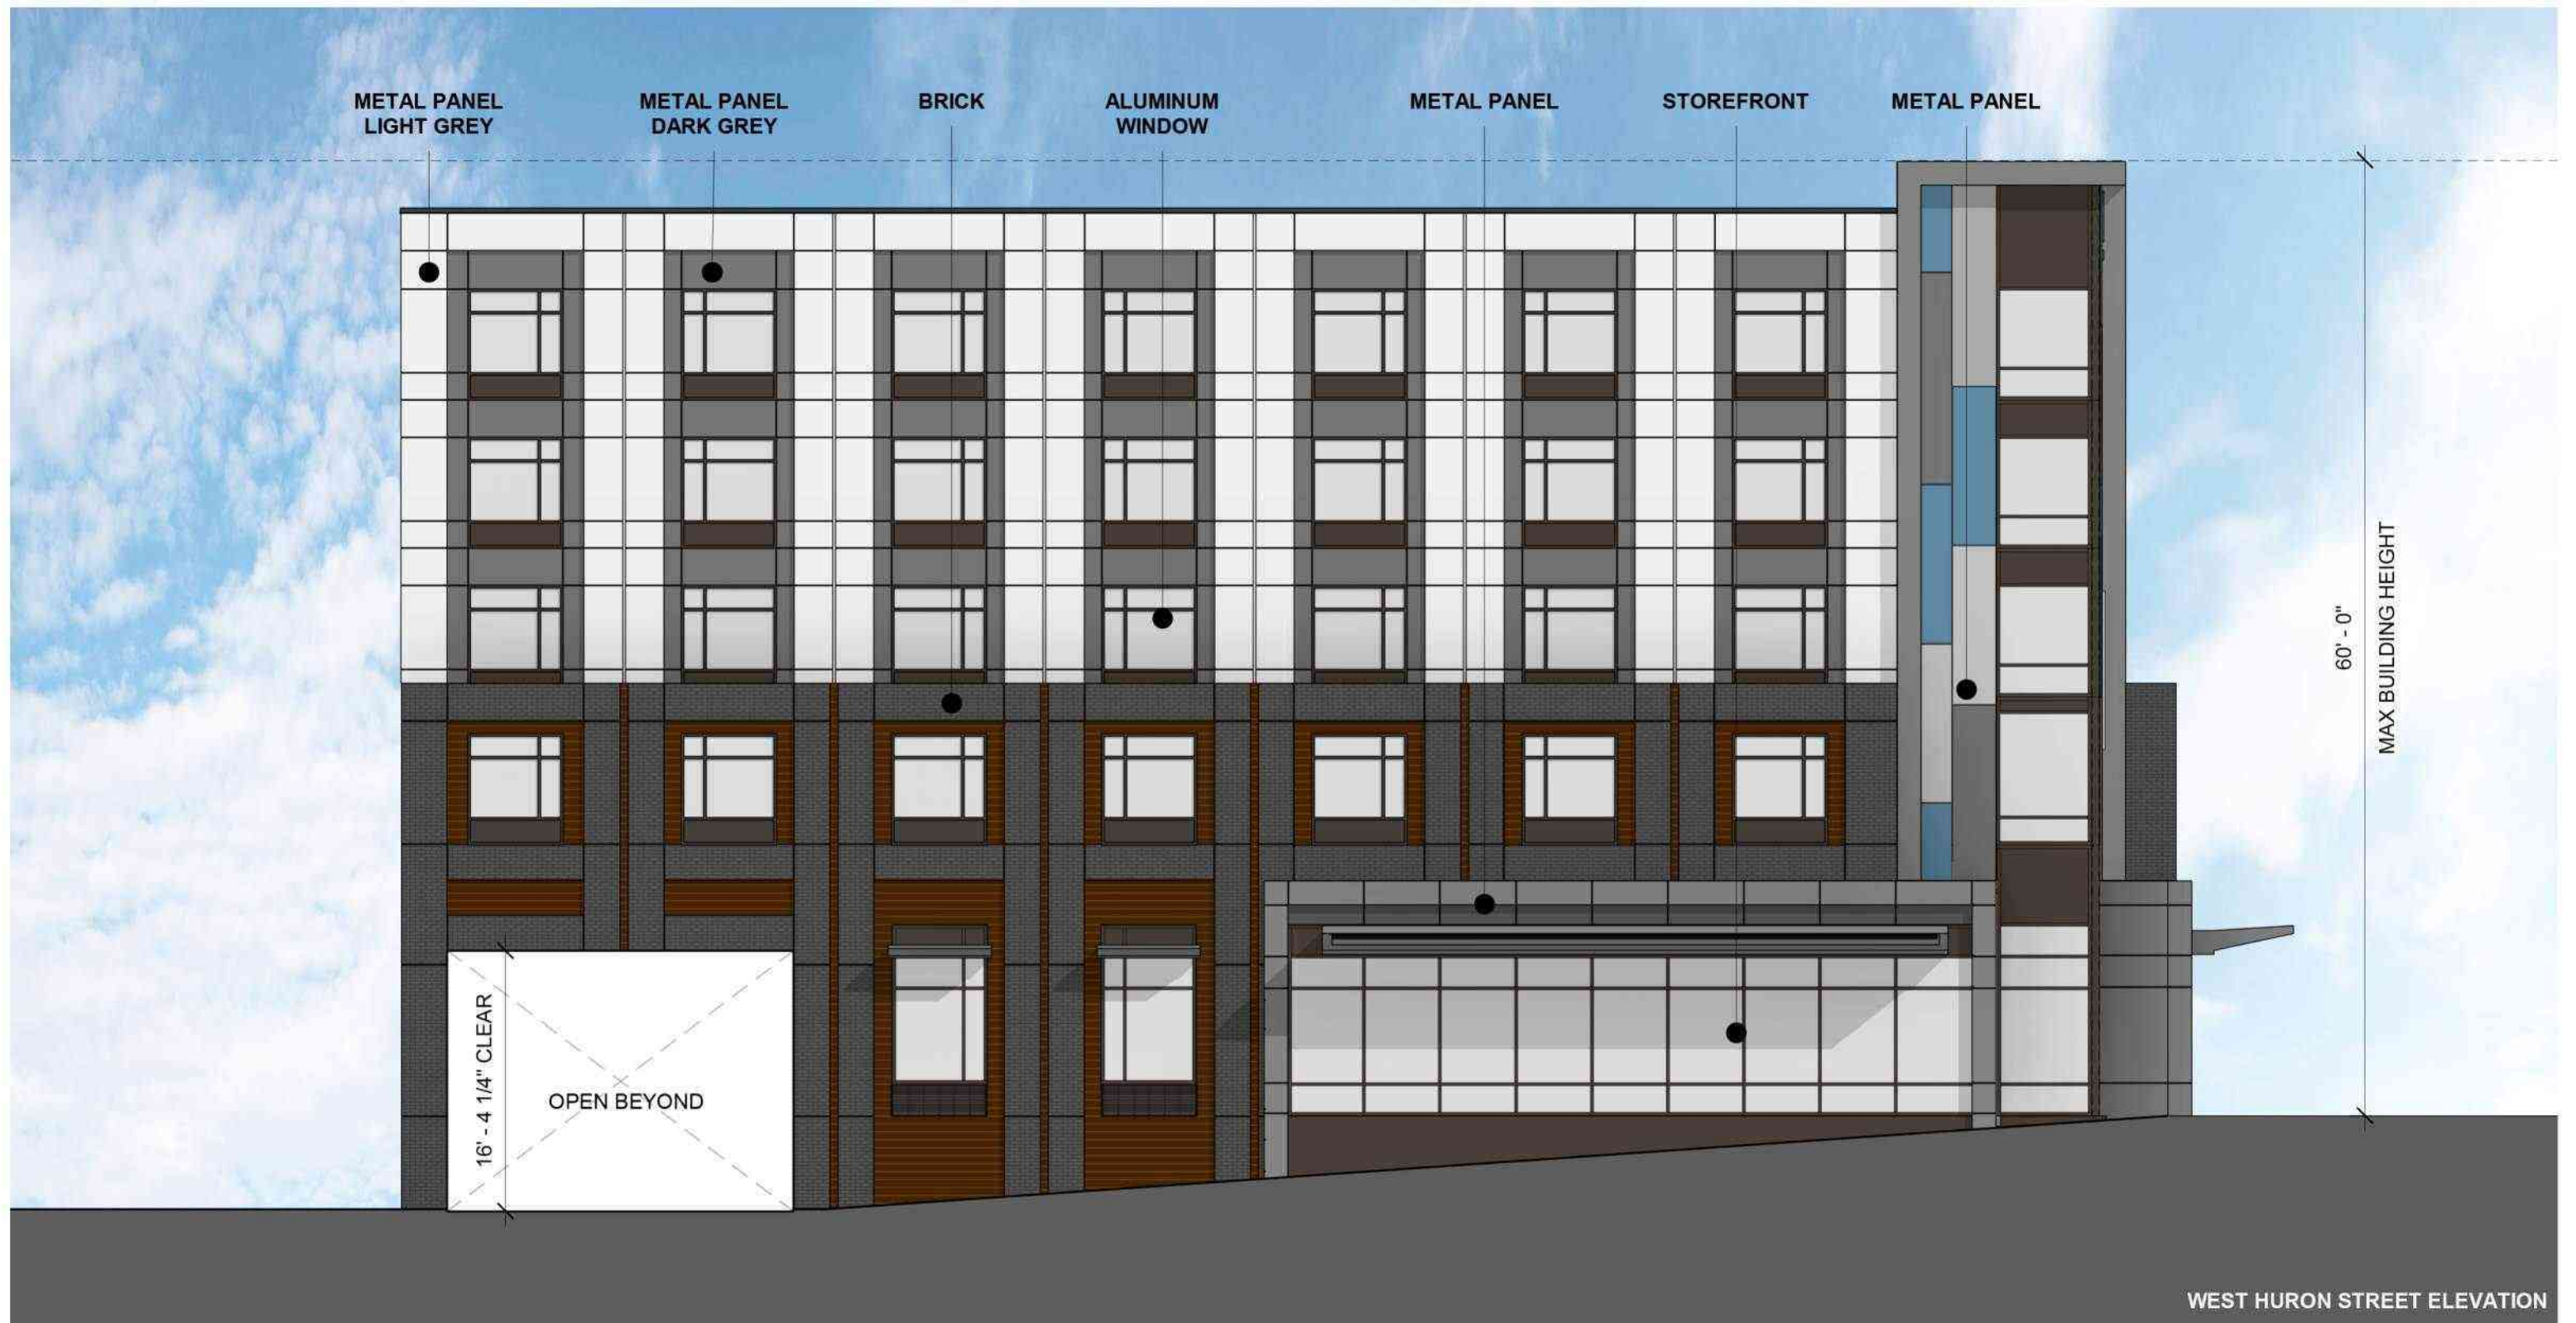 METAL PANEL
LIGHT GREY
METAL PANEL
DARK GREY
BRICK
ALUMINUM
WINDOW
METAL PANEL
STOREFRONT
METAL PANEL
60' - 0"
MAX BUILDING HEIGHT
16' - 4 1/4" CLEAR
OPEN BEYOND
WEST HURON STREET ELEVATION